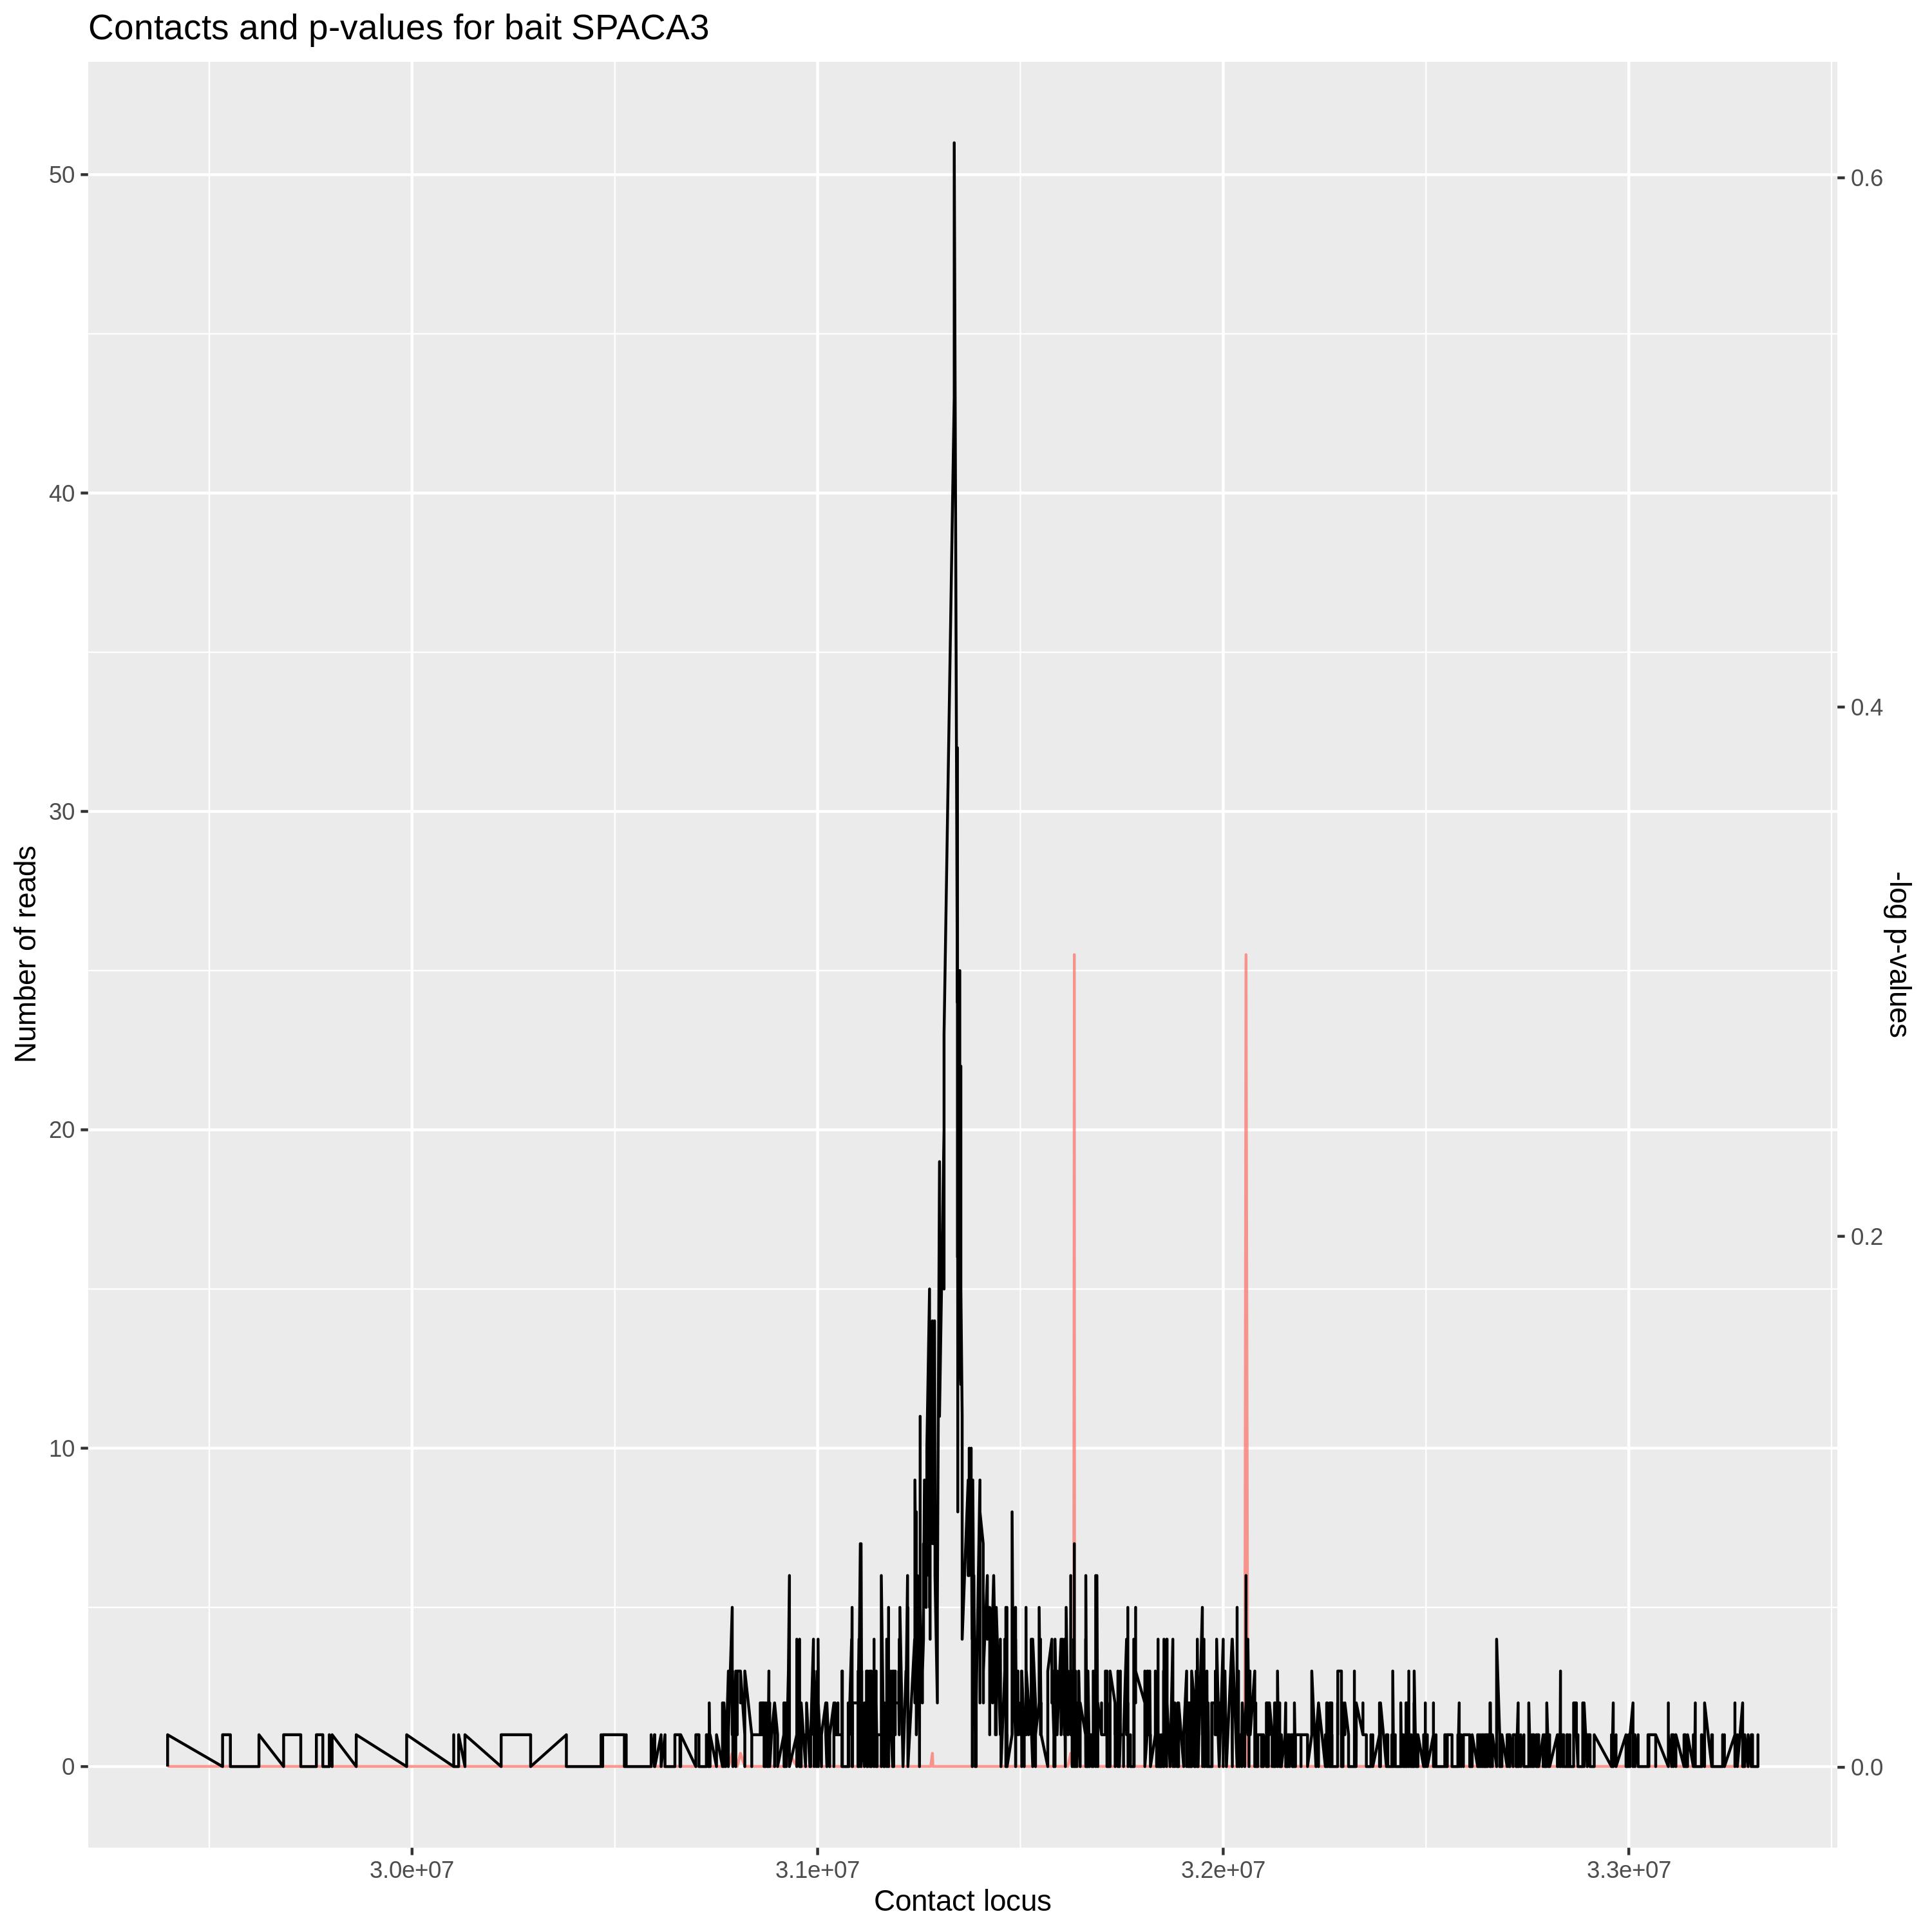 Contacts and p-values for bait SPACA3
50
40
30
20
10
0
Number of reads
0.6
0.4
0.2
0.0
-log p-values
3.0e+07 3.1e+07 3.2e+07 3.3e+07
Contact locus